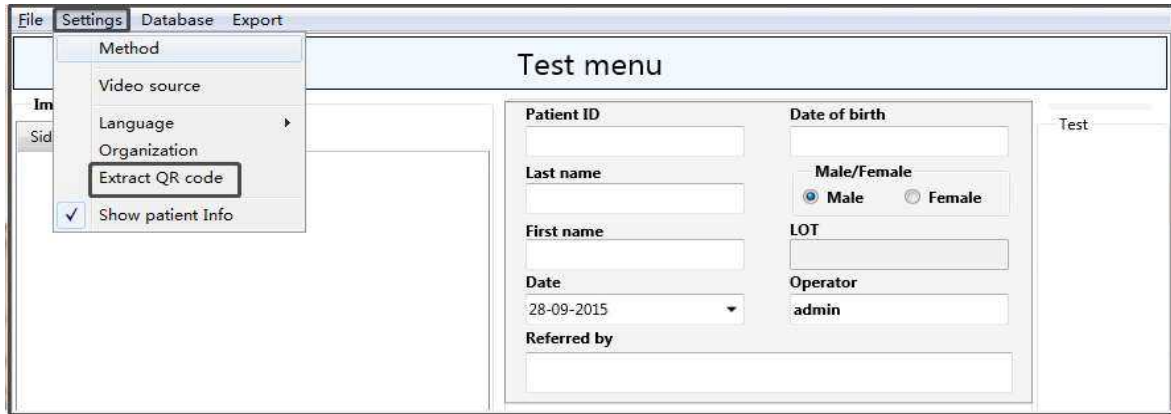 File Settings Database Export
Method
Video source
Language
Organization
Extract QR code
Show patient Info
Test menu
Im
Sid
Patient ID
Date of birth
Last name
Male/Female
Male Female
First name
LOT
Date
Operator
28-09-2015
admin
Referred by
Test